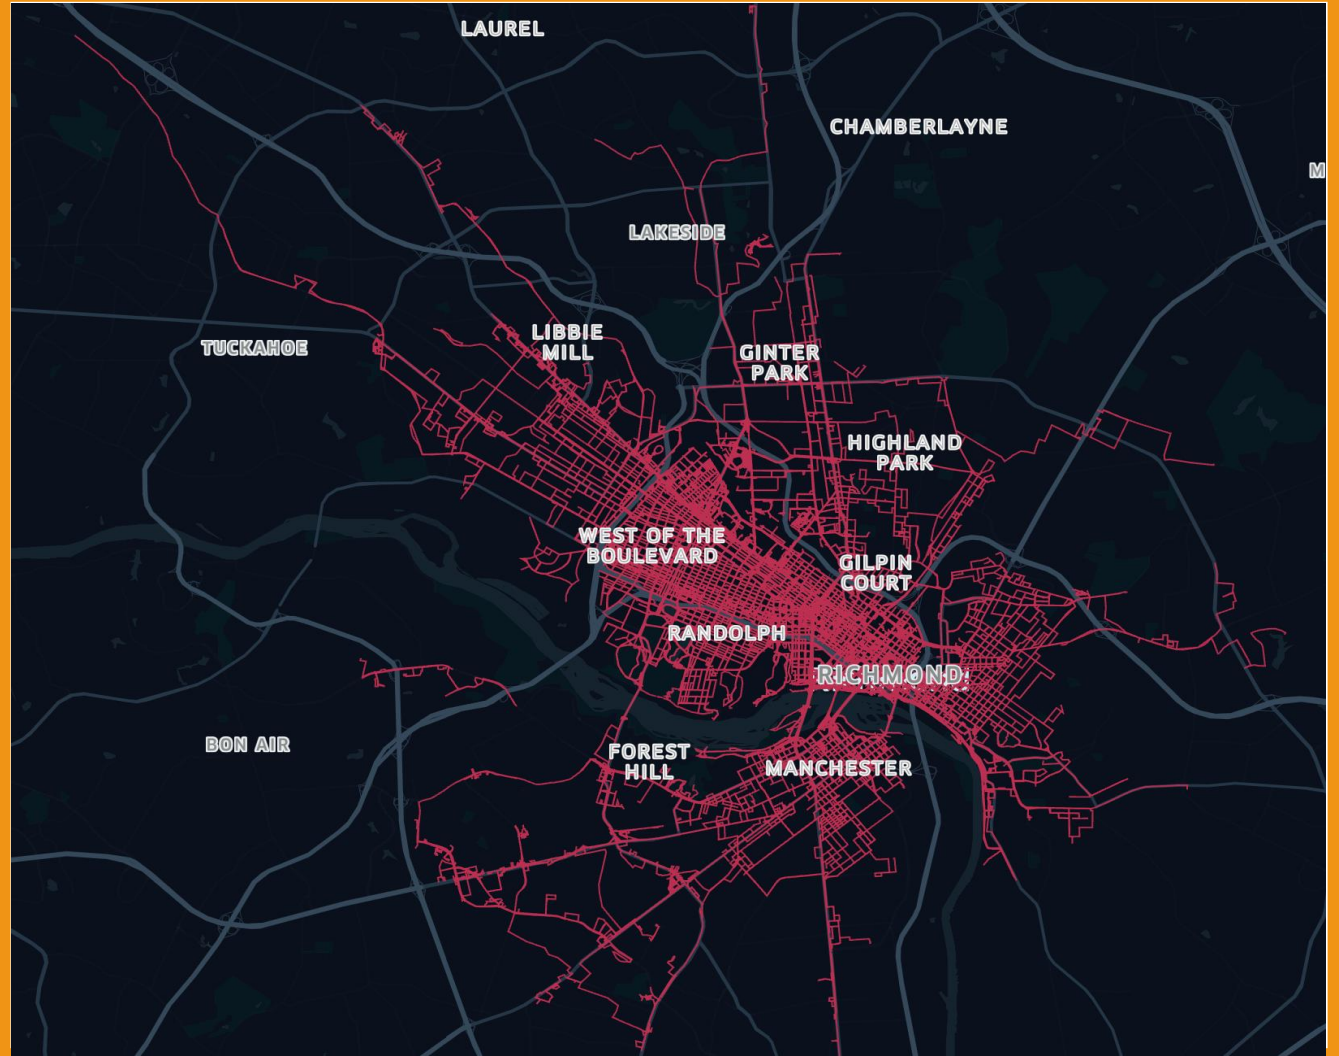 LAUREL
CHAMBERLAYNE
M
LAKESIDE
LIBBIE
MILL
TUCKAHOE
GINTER
PARK
HIGHLAND
PARK
WEST OF THE
BOULEVARD
GILPIN
COURT
RANDOLPH
RICHMOND
BON AIR
FOREST
HILL
MANCHESTER